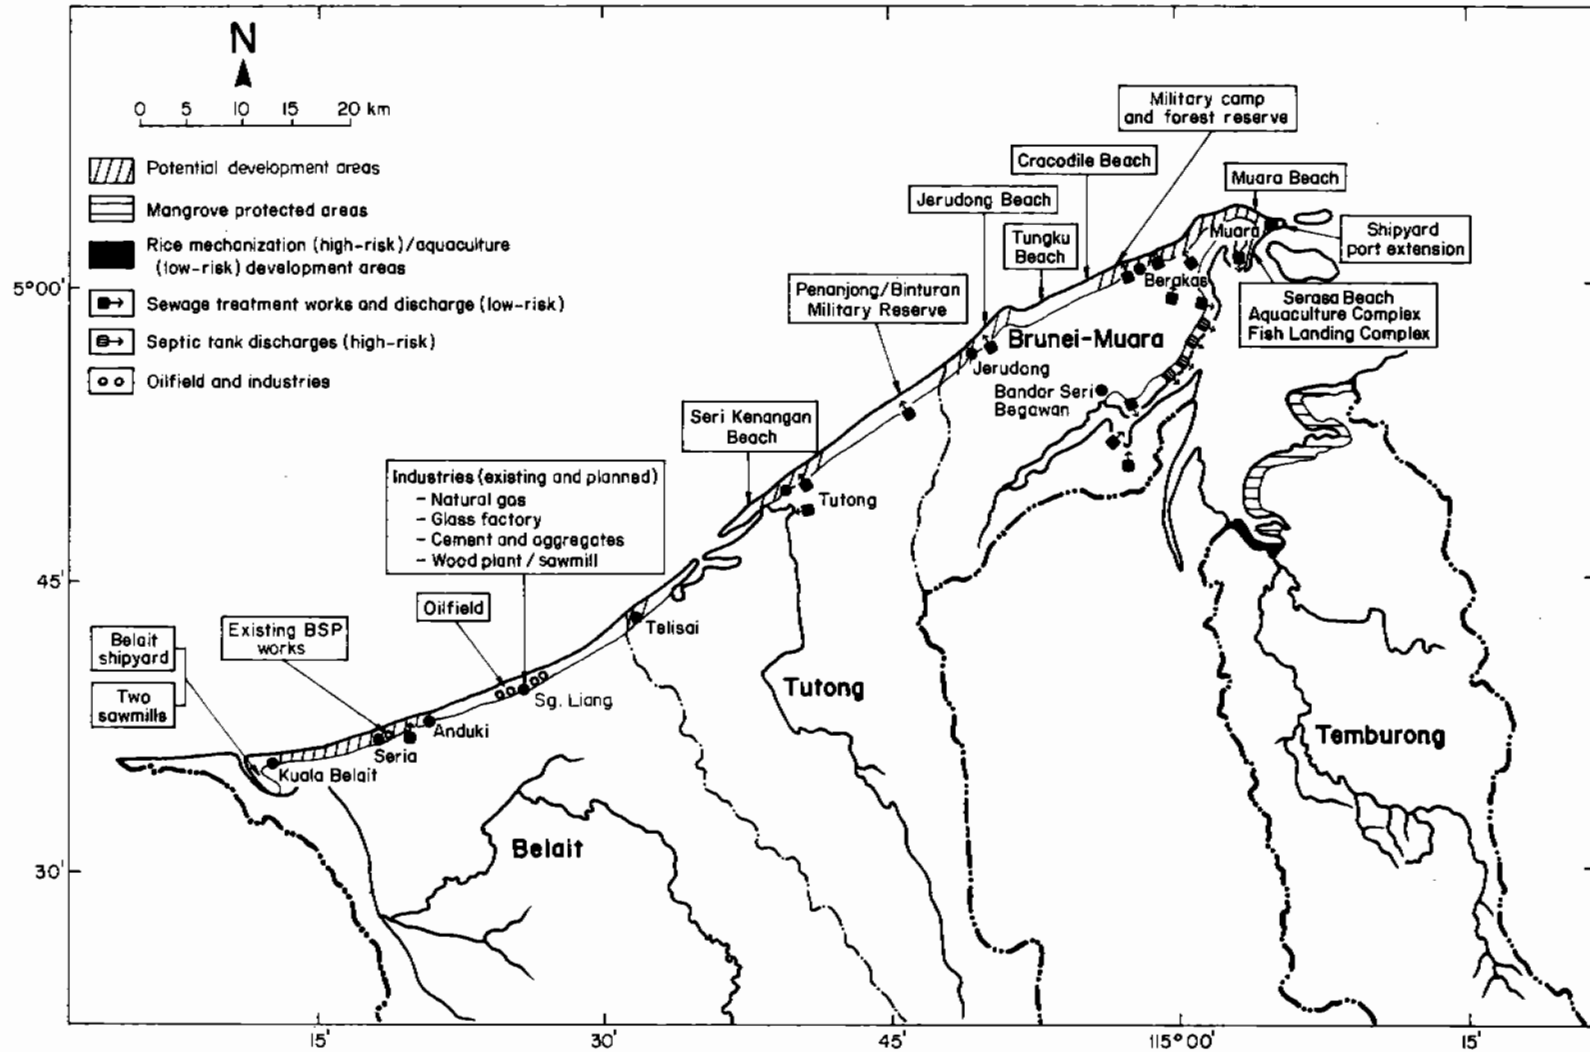 N
0 5 10 15 20 km
Potential development areas
Mangrove protected areas
Rice mechanization (high-risk)/aquaculture
(low-risk) development areas
Sewage treatment works and discharge (low-risk)
Septic tank discharges (high-risk)
Oilfield and industries
Military camp
and forest reserve
Cracodile Beach
Muara Beach
Jerudong Beach
Tungku
Beach
Muara
Shipyard
port extension
Penanjong/Binturan
Military Reserve
Berakas
Serasa Beach
Aquaculture Complex
Fish Landing Complex
Brunei-Muara
Jerudong
Bandar Seri
Begawan
Seri Kenangan
Beach
Industries (existing and planned)
- Natural gas
- Glass factory
- Cement and aggregates
- Wood plant / sawmill
Tutong
Oilfield
Telisai
Existing BSP
works
Belait
shipyard
Two
sawmills
Sg. Liang
Tutong
Anduki
Seria
Kuala Belait
Temburong
Belait
5°00'
45'
30'
15'
30'
45'
115°00'
15'